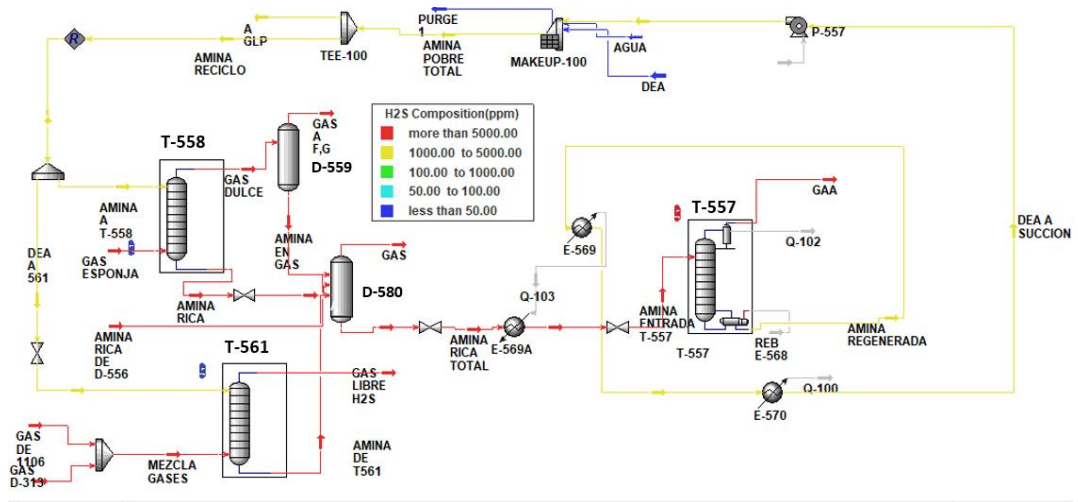 A
GLP
TEE-100
PURGE
1
AMINA
POBRE
TOTAL
MAKEUP-100
AGUA
DEA
P-557
R
AMINA
RECICLO
H2S Composition(ppm)
more than 5000.00
1000.00 to 5000.00
100.00 to 1000.00
50.00 to 100.00
less than 50.00
T-558
GAS
A
F,G
D-559
GAS
DULCE
AMINA
A
T-558
GAS
ESPONJA
DEA
A
561
AMINA
EN
GAS
GAS
D-580
AMINA
RICA
AMINA
RICA
DE
D-556
AMINA
RICA
TOTAL
E-569A
Q-103
E-569
T-557
GAA
Q-102
AMINA
ENTRADA
T-557
T-557
REB
E-568
AMINA
REGENERADA
DEA A
SUCCION
Q-100
E-570
T-561
GAS
LIBRE
H2S
AMINA
DE
T561
GAS
DE
1106
GAS
D-313
MEZCLA
GASES